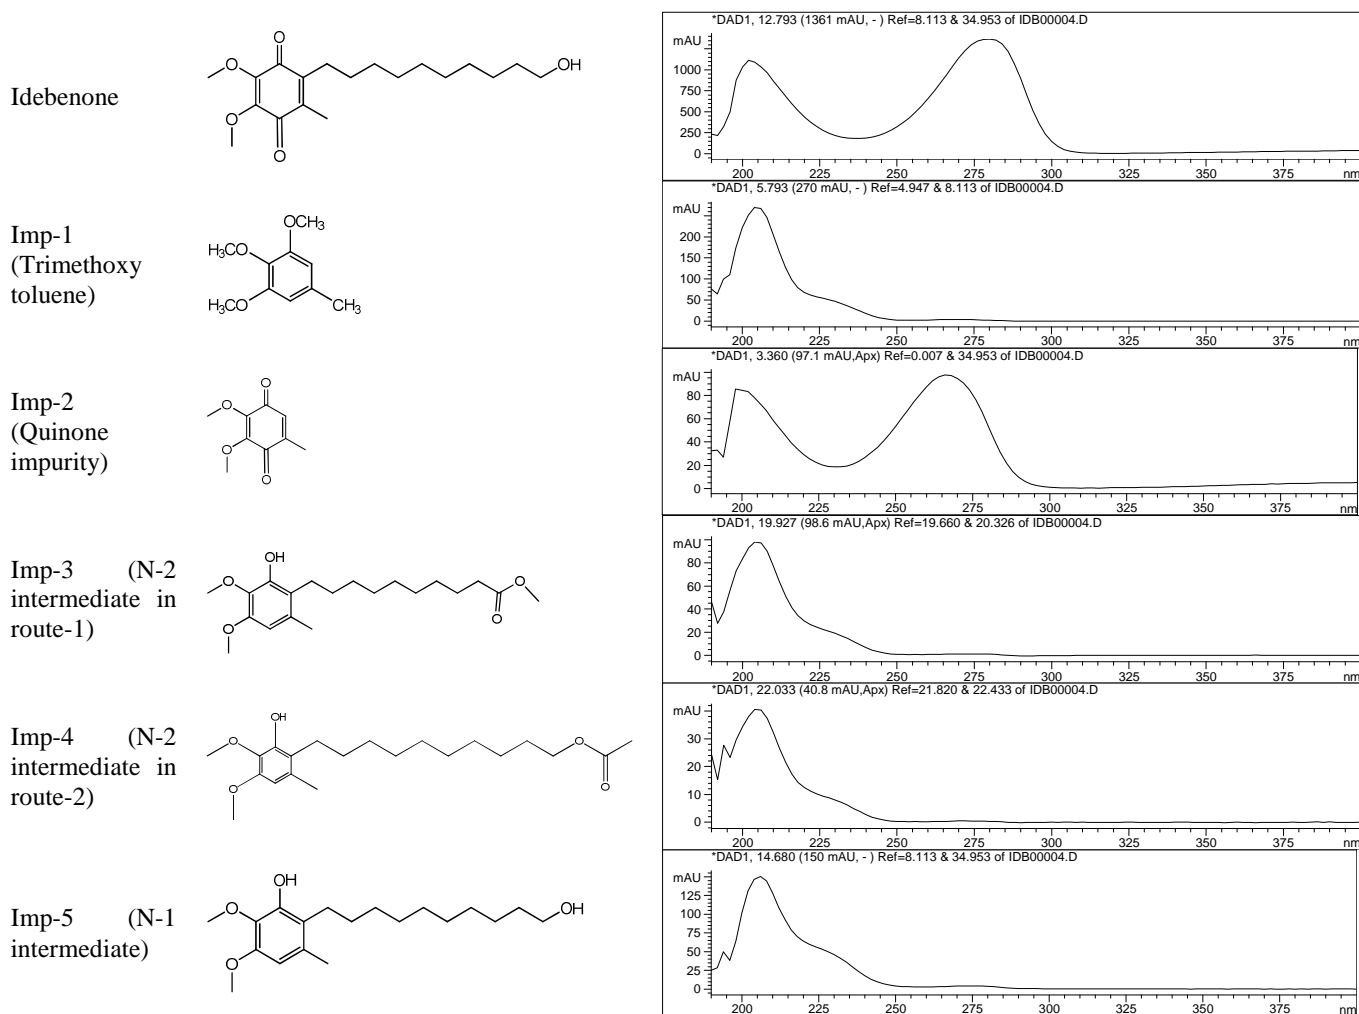 Idebenone
O
O
O
O
OH
*DAD1, 12.793 (1361 mAU, - ) Ref=8.113 & 34.953 of IDB00004.D
mAU
1000
750
500
250
0
200 225 250 275 300 325 350 375 nm
Imp-1
(Trimethoxy
toluene)
OCH3
H3CO
H3CO
CH3
*DAD1, 5.793 (270 mAU, - ) Ref=4.947 & 8.113 of IDB00004.D
mAU
200
150
100
50
0
200 225 250 275 300 325 350 375 nm
Imp-2
(Quinone
impurity)
O
O
O
O
*DAD1, 3.360 (97.1 mAU,Apx) Ref=0.007 & 34.953 of IDB00004.D
mAU
80
60
40
20
0
200 225 250 275 300 325 350 375 nm
Imp-3 (N-2
intermediate in
route-1)
OH
O
O
O
O
*DAD1, 19.927 (98.6 mAU,Apx) Ref=19.660 & 20.326 of IDB00004.D
mAU
80
60
40
20
0
200 225 250 275 300 325 350 375 nm
Imp-4 (N-2
intermediate in
route-2)
OH
O
O
O
O
*DAD1, 22.033 (40.8 mAU,Apx) Ref=21.820 & 22.433 of IDB00004.D
mAU
30
20
10
0
200 225 250 275 300 325 350 375 nm
Imp-5 (N-1
intermediate)
OH
O
O
OH
*DAD1, 14.680 (150 mAU, - ) Ref=8.113 & 34.953 of IDB00004.D
mAU
125
100
75
50
25
0
200 225 250 275 300 325 350 375 nm